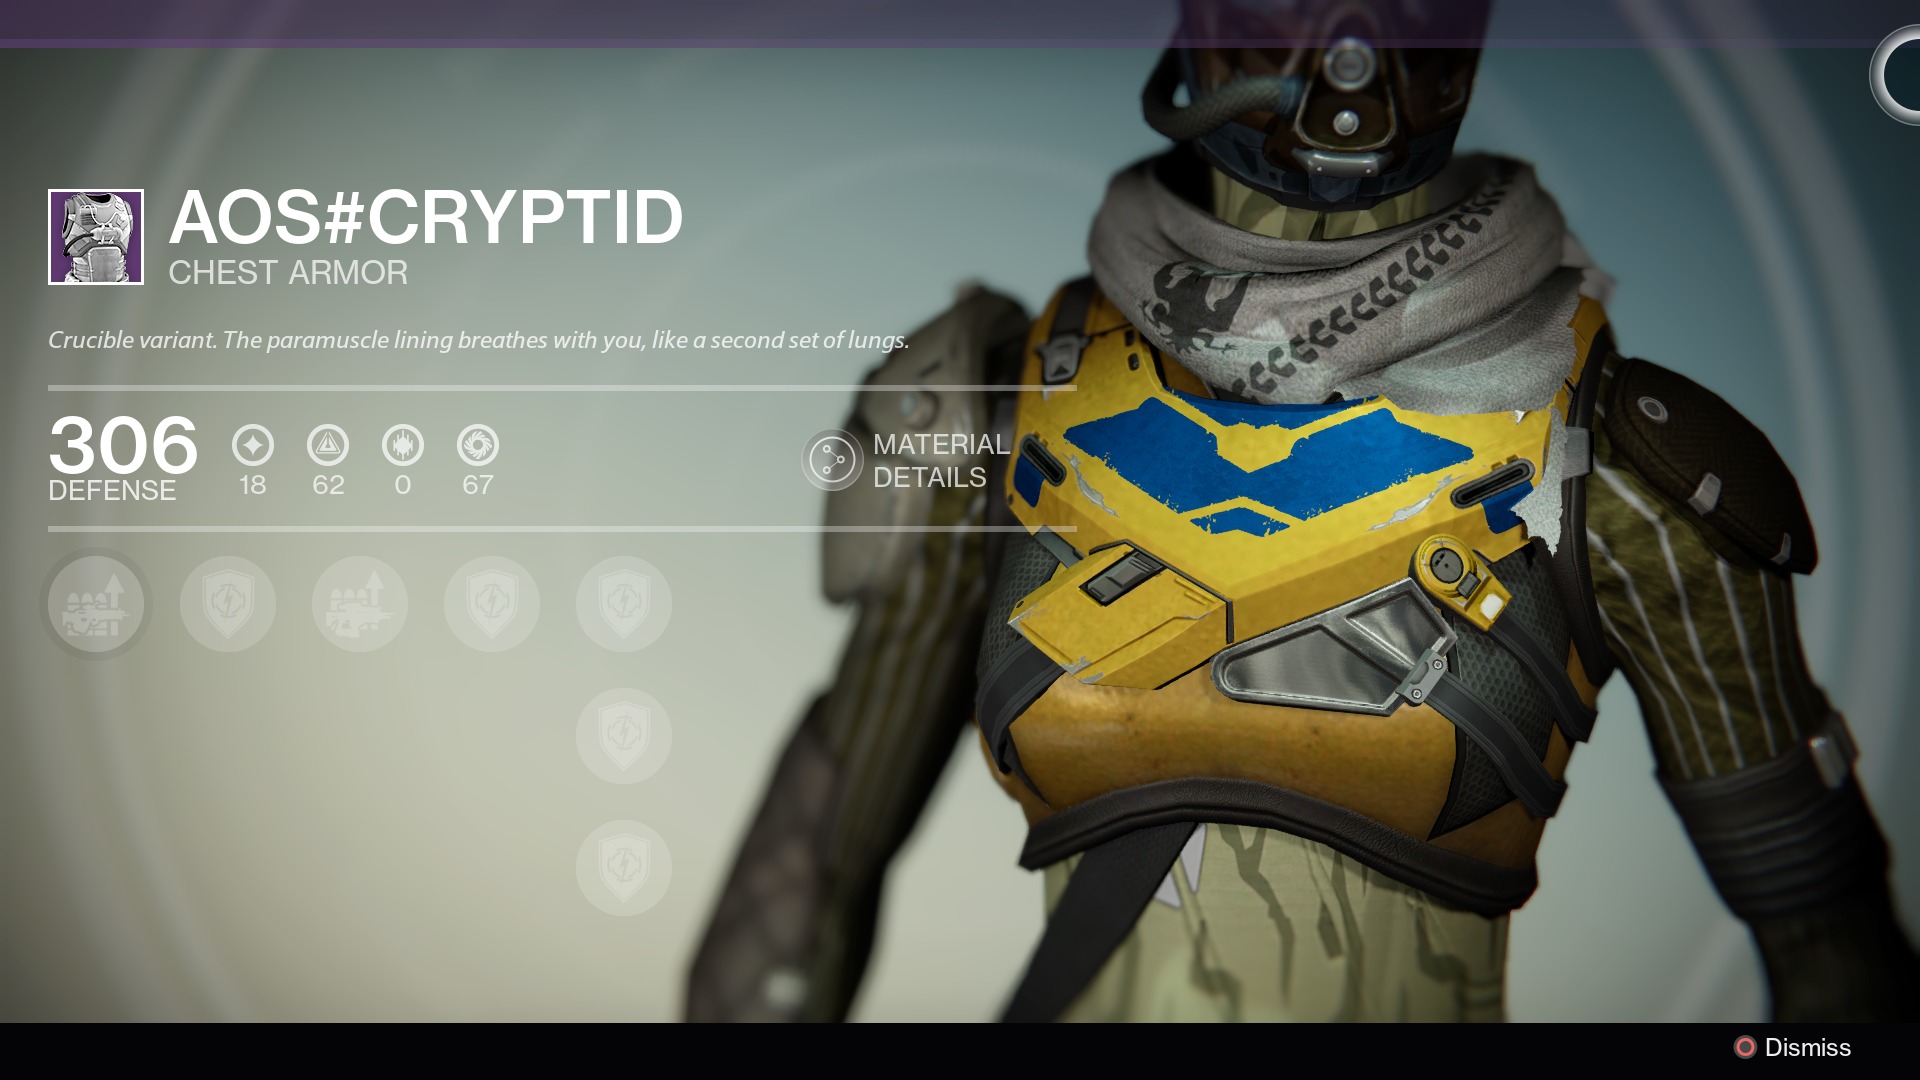 AOS#CRYPTID
CHEST ARMOR
Crucible variant. The paramuscle lining breathes with you, like a second set of lungs.
306
DEFENSE
18 62 0 67
MATERIAL
DETAILS
Dismiss